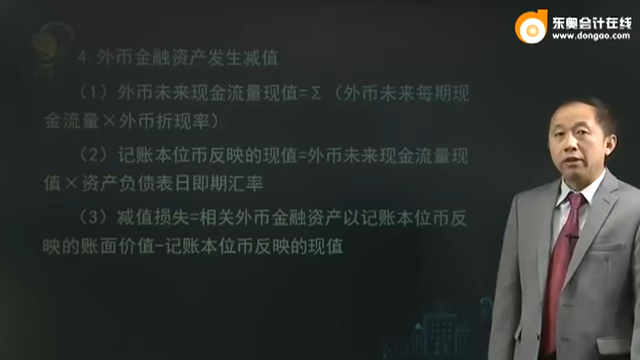 东奥会计在线
www.dongao.com
4.外币金融资产发生减值
（1）外币未来现金流量现值=Σ（外币未来每期现
金流量×外币折现率）
（2）记账本位币反映的现值=外币未来现金流量现
值×资产负债表日即期汇率
（3）减值损失=相关外币金融资产以记账本位币反
映的账面价值-记账本位币反映的现值